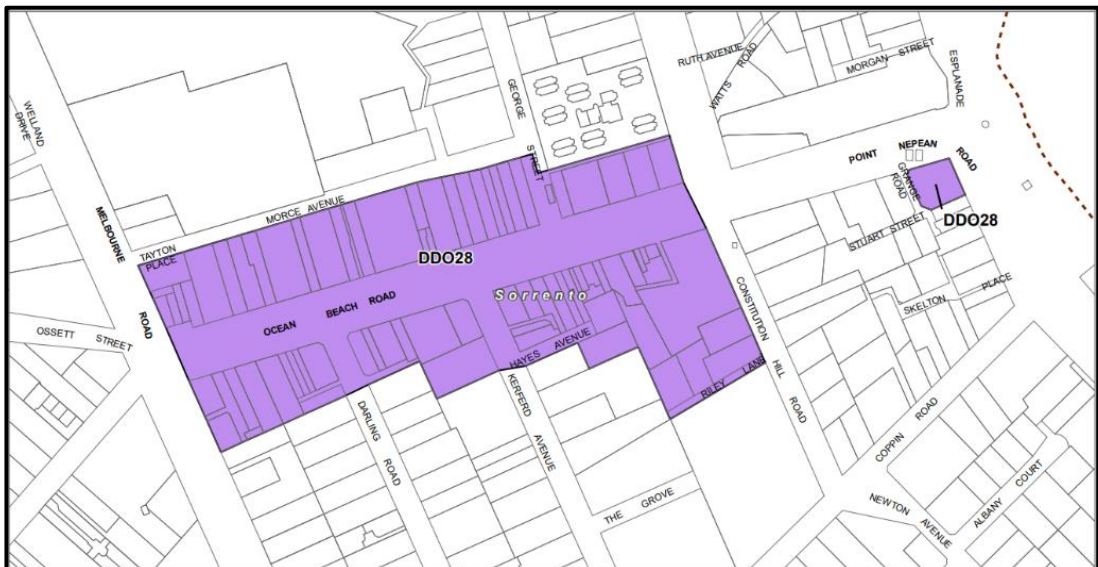 WELLAND
DRIVE
GEORGE
STREET
RUTH AVENUE
WATTS
ROAD
MORGAN STREET
ESPLANADE
POINT NEPEAN ROAD
GRANGE
ROAD
DDO28
STUART STREET
SKELTON PLACE
MELBOURNE
ROAD
TAYTON
PLACE
MORCE AVENUE
DDO28
Sorrento
OCEAN BEACH ROAD
OSSETT STREET
HAYES AVENUE
CONSTITUTION
HILL
ROAD
RILEY LANE
DARLING
ROAD
KERFERD
AVENUE
THE GROVE
COPPIN ROAD
NEWTON
AVENUE
ALBANY COURT